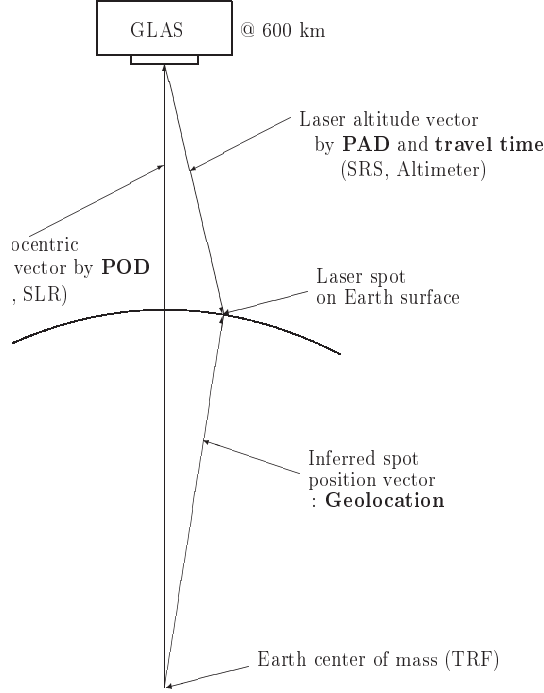 GLAS @ 600 km
Laser altitude vector
by PAD and travel time
(SRS, Altimeter)
ocentric
vector by POD
, SLR)
Laser spot
on Earth surface
Inferred spot
position vector
: Geolocation
Earth center of mass (TRF)